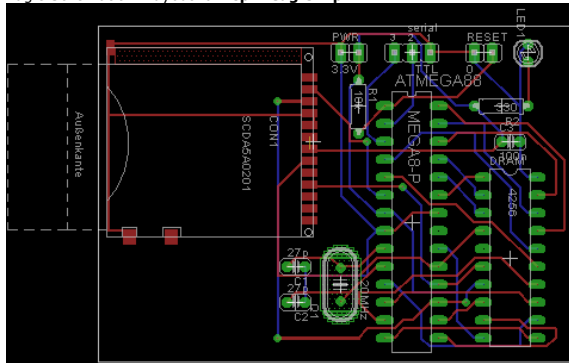 PWR
serial
RESET
LED1
3
2
1
3.3V
TTL
0
ATMEGA88
10k
R1
330
R2
C3
100n
DRAM
MEGA8-P
4256
Außenkante
SCDA5A0201
CON1
27p
C1
27p
C2
20MHz